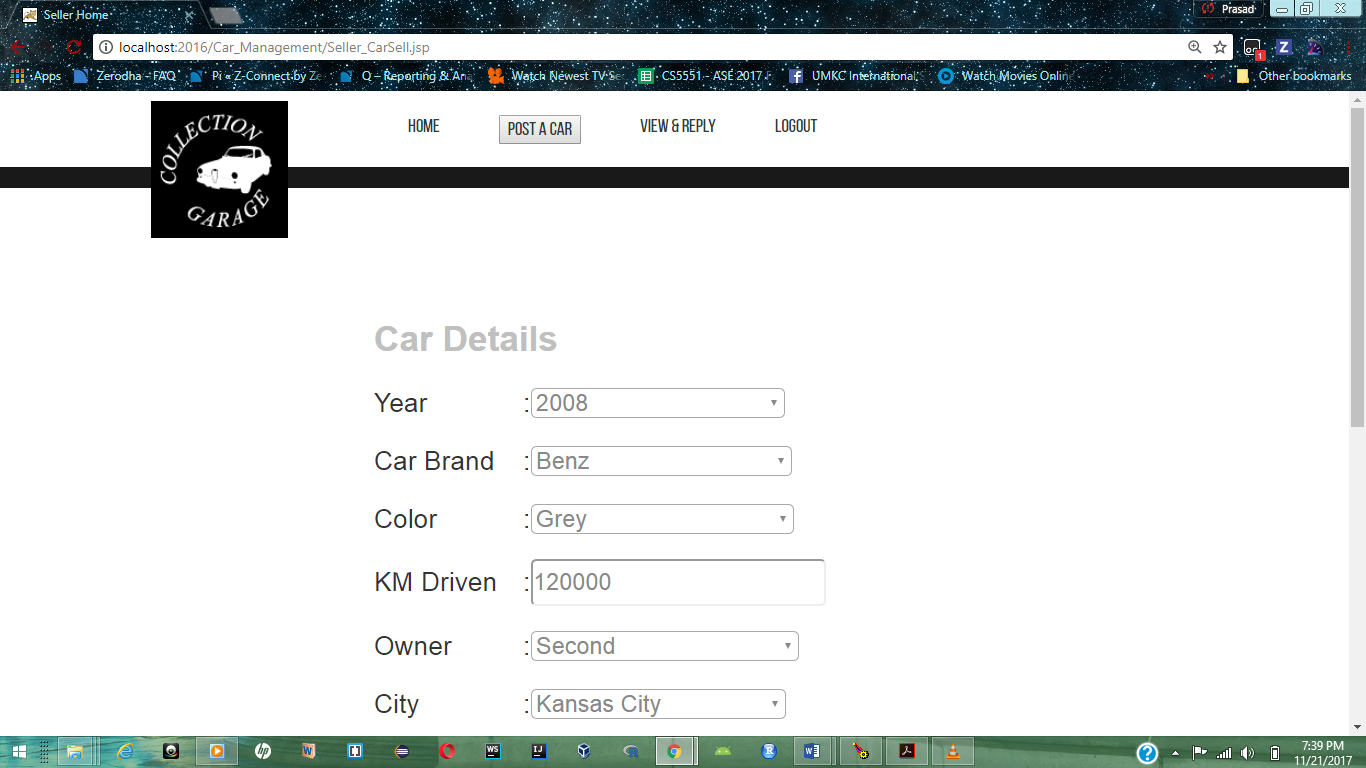 Seller Home
Prasad
localhost:2016/Car_Management/Seller_CarSell.jsp
Apps
Zerodha - FAQ
Pi « Z-Connect by Ze
Q – Reporting & An
Watch Newest TV Se
CS5551 - ASE 2017 F
UMKC International
Watch Movies Online
Other bookmarks
COLLECTION
GARAGE
HOME
POST A CAR
VIEW & REPLY
LOGOUT
Car Details
Year : 2008
Car Brand : Benz
Color : Grey
KM Driven : 120000
Owner : Second
City : Kansas City
7:39 PM
11/21/2017